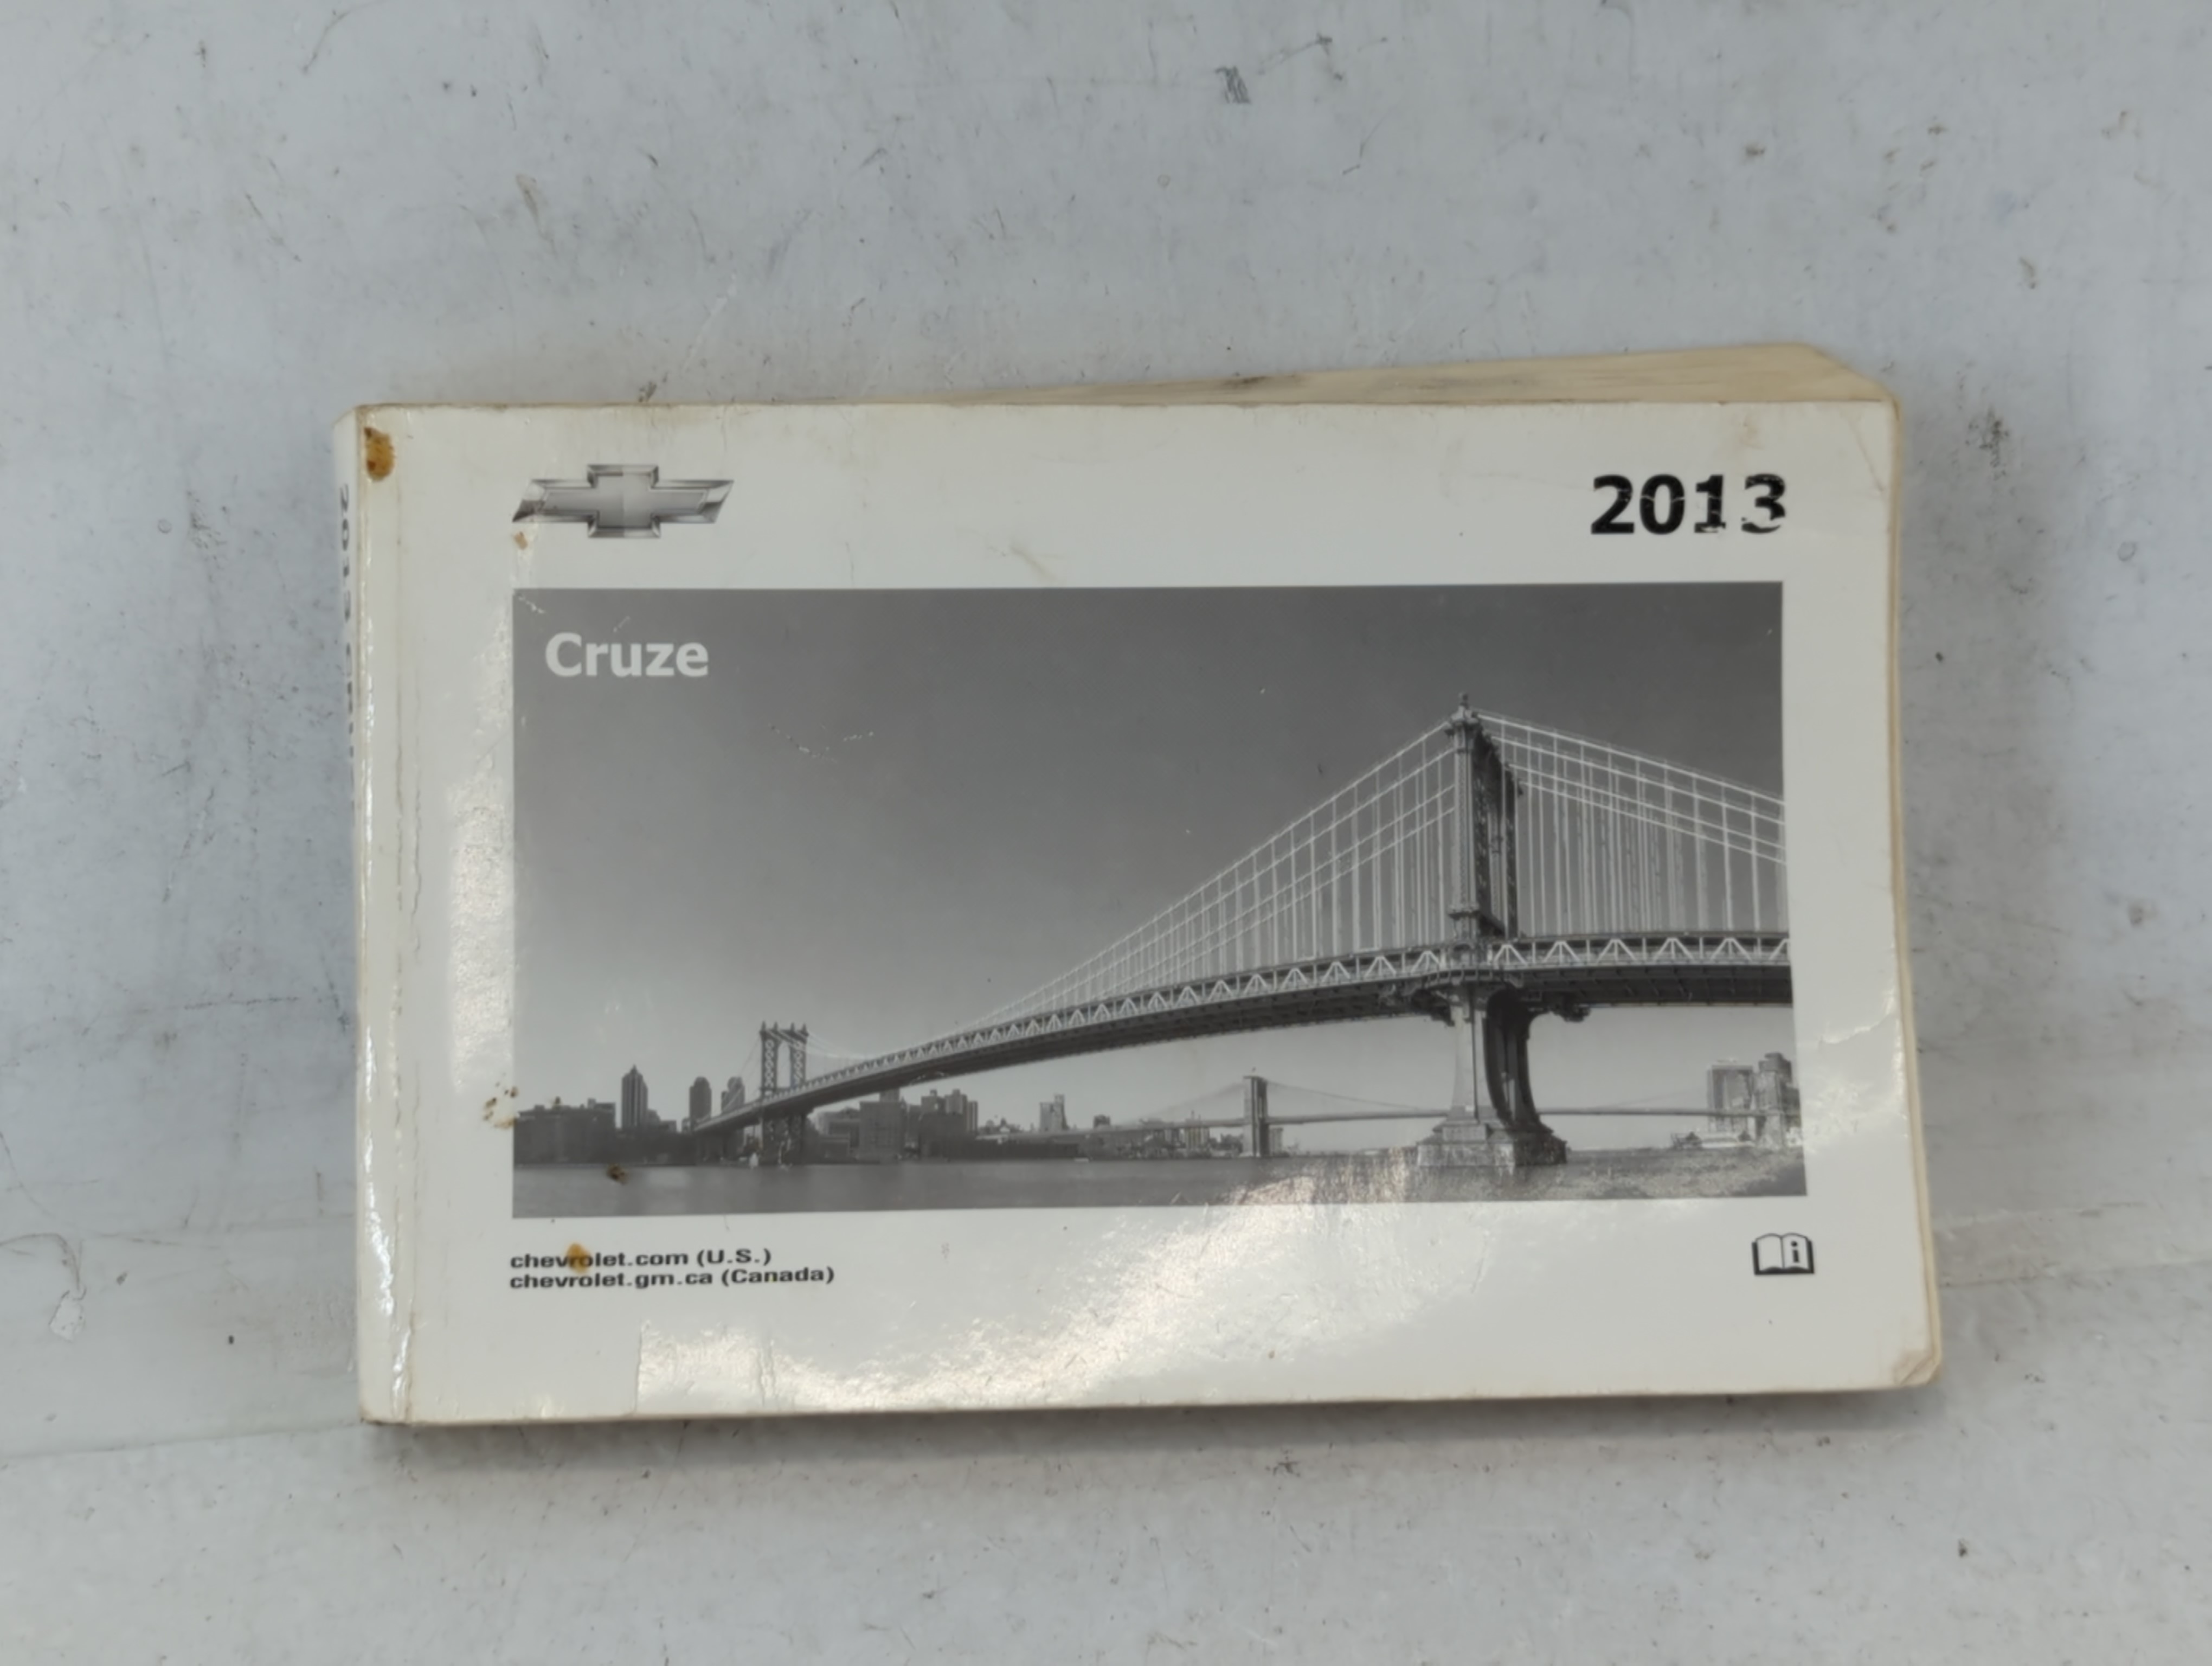 2013
Cruze
chevrolet.com (U.S.)
chevrolet.gm.ca (Canada)